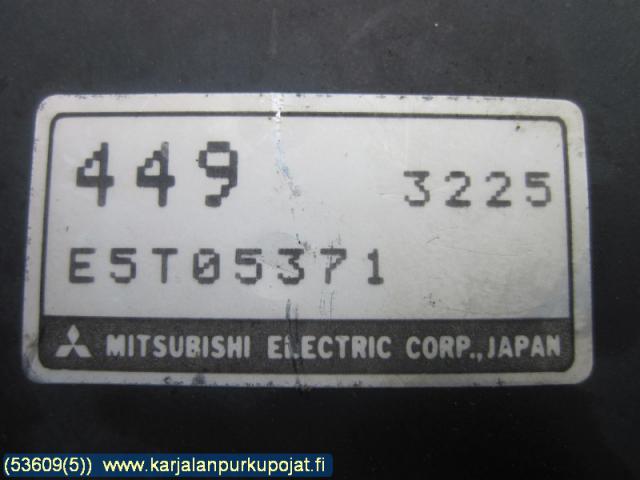 449 3225
E5T05371
MITSUBISHI ELECTRIC CORP., JAPAN
(53609(5)) www.karjalanpurkupojat.fi